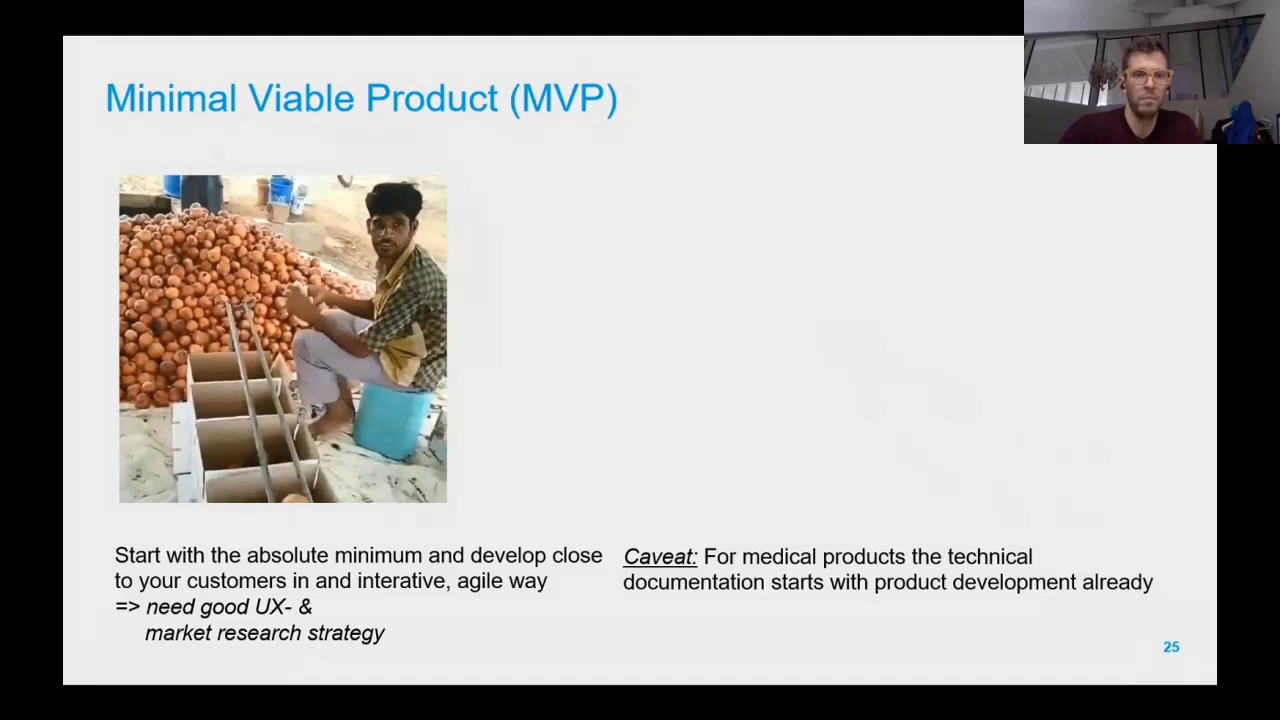 Minimal Viable Product (MVP)
Start with the absolute minimum and develop close
to your customers in and interative, agile way
=> need good UX- &
market research strategy
Caveat: For medical products the technical
documentation starts with product development already
25